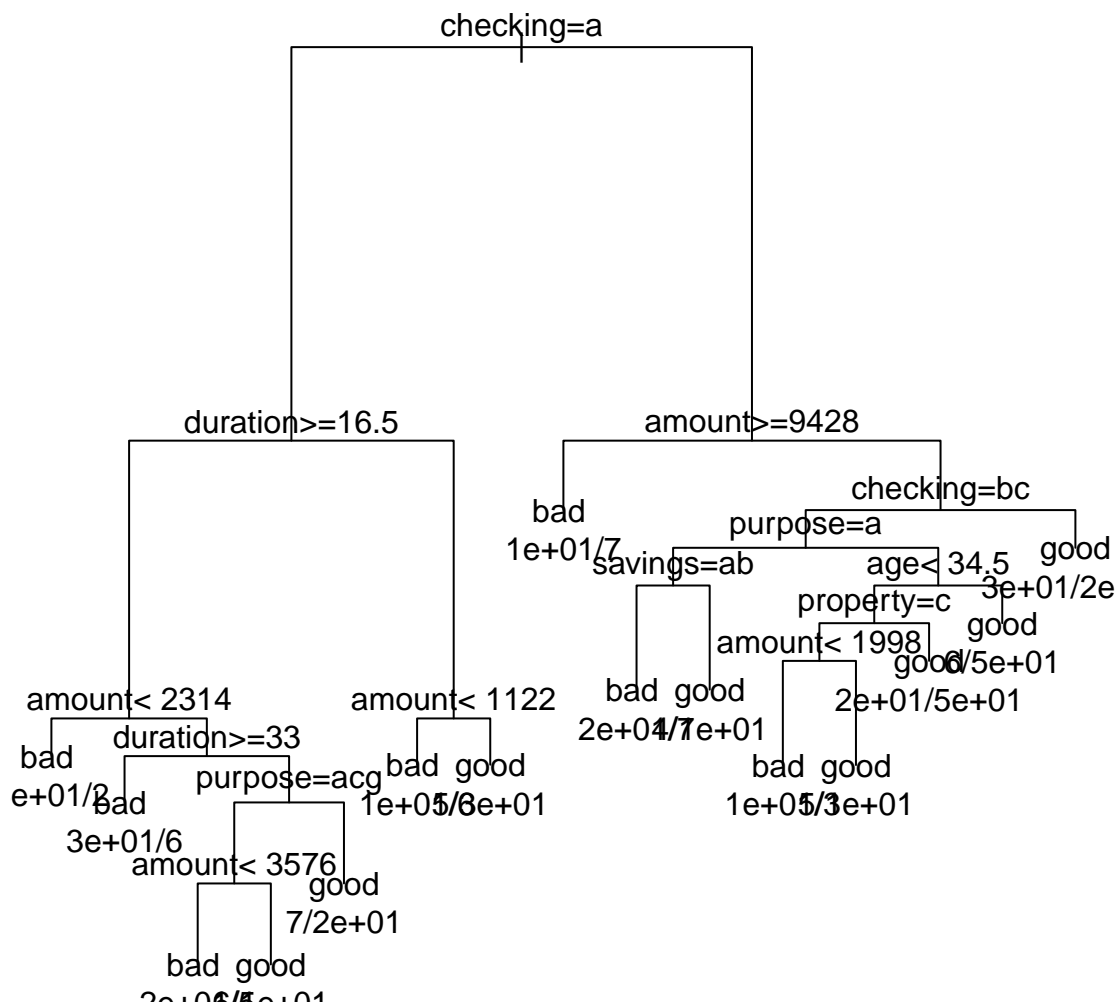 checking=a
duration>=16.5
amount>=9428
checking=bc
bad
1e+01/7
purpose=a
good
3e+01/2e
savings=ab
age< 34.5
property=c
good
6/5e+01
amount< 1998
good
2e+01/5e+01
bad
good
amount< 2314
amount< 1122
bad
e+01/2
duration>=33
bad
good
bad
good
purpose=acg
bad
3e+01/6
amount< 3576
good
7/2e+01
bad
good